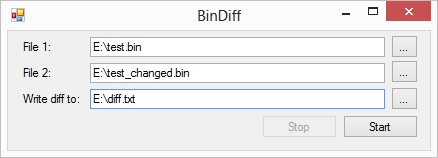 BinDiff
File 1: E:\test.bin ...
File 2: E:\test_changed.bin ...
Write diff to: E:\diff.txt ...
Stop Start